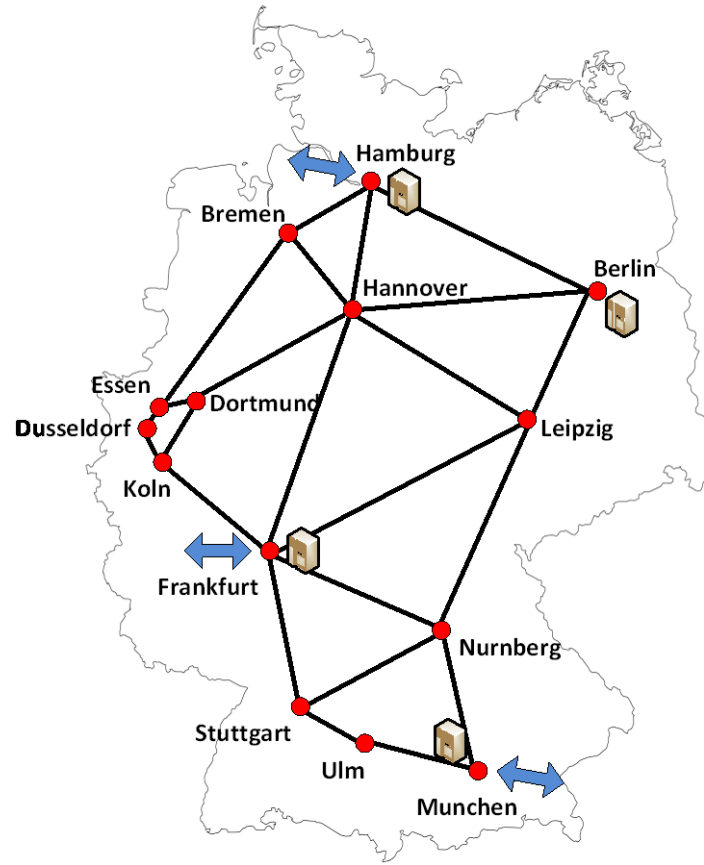 Hamburg
Bremen
Berlin
Hannover
Essen
Dortmund
Dusseldorf
Leipzig
Koln
Frankfurt
Nurnberg
Stuttgart
Ulm
Munchen